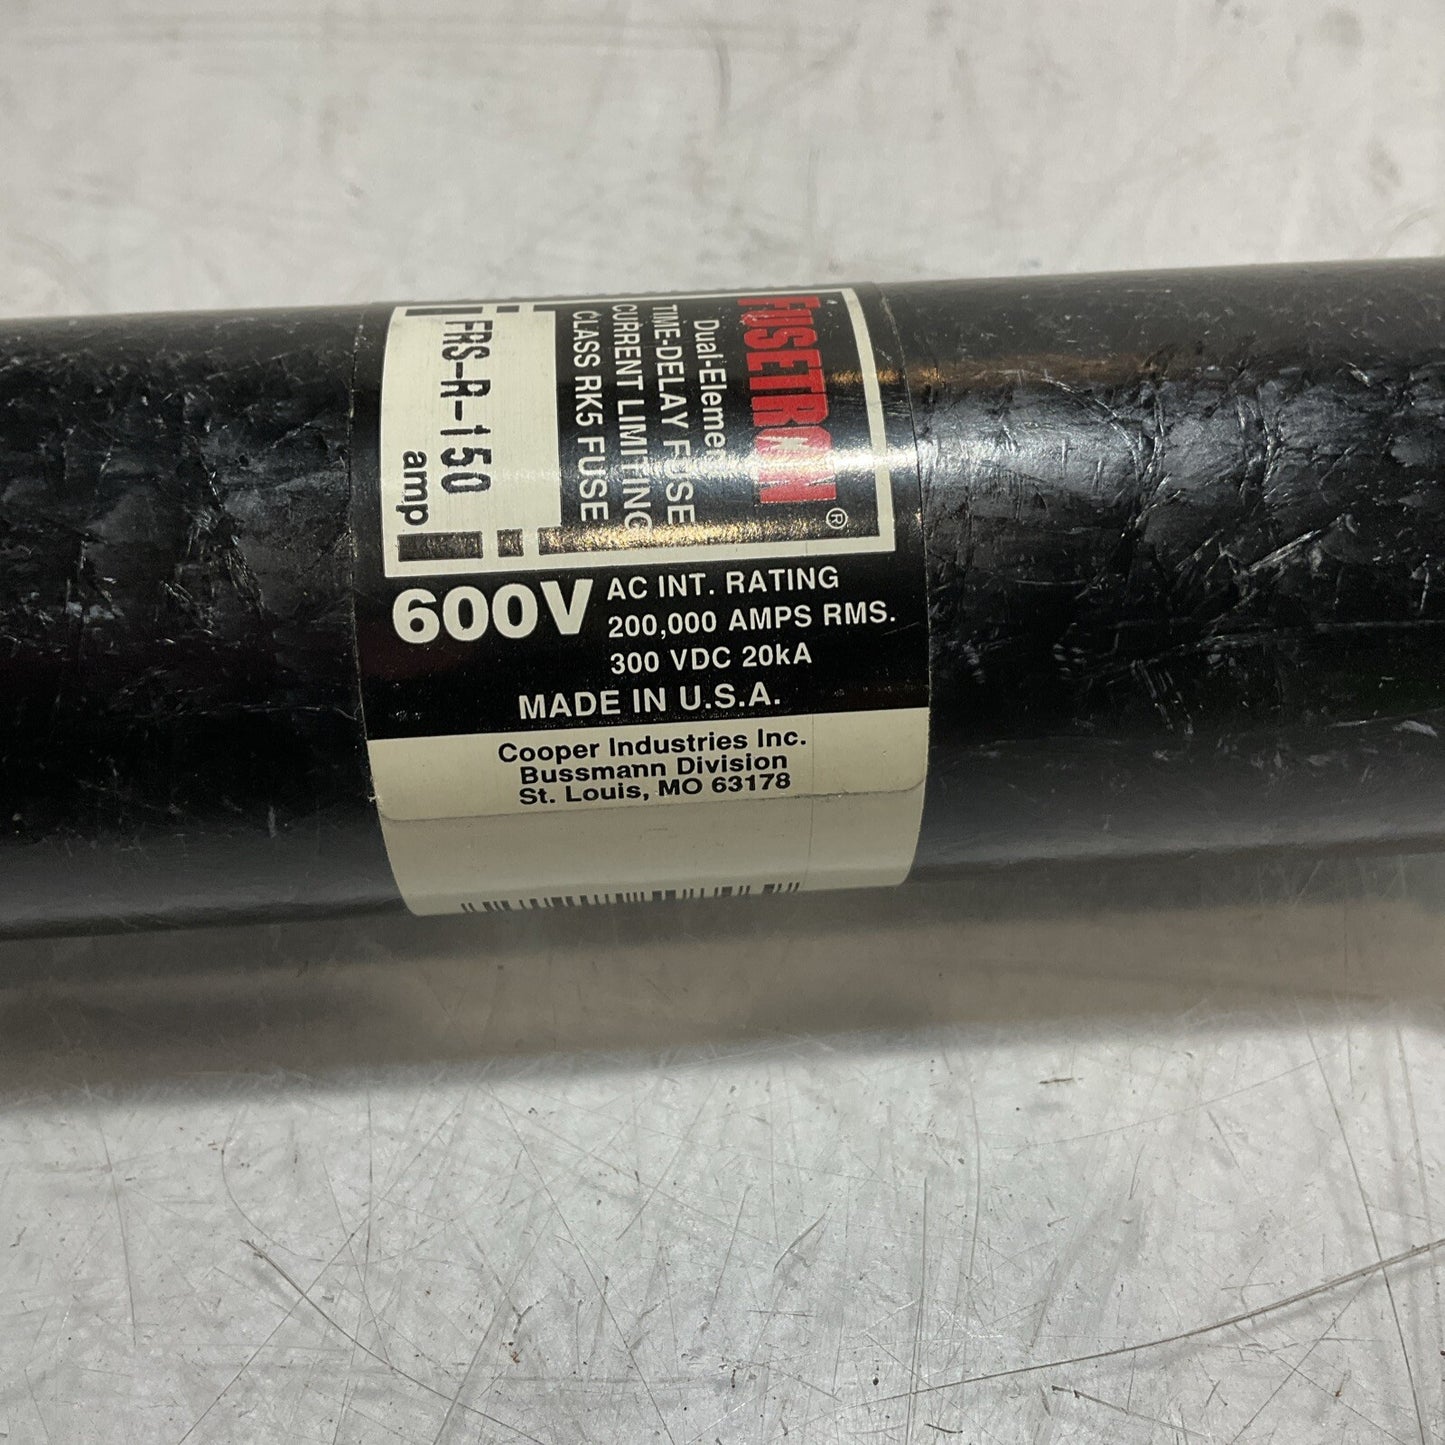 FUSETRON®
Dual-Element
TIME-DELAY FUSE
CURRENT LIMITING
CLASS RK5 FUSE
FRS-R-150
amp
600V
AC INT. RATING
200,000 AMPS RMS.
300 VDC 20kA
MADE IN U.S.A.
Cooper Industries Inc.
Bussmann Division
St. Louis, MO 63178